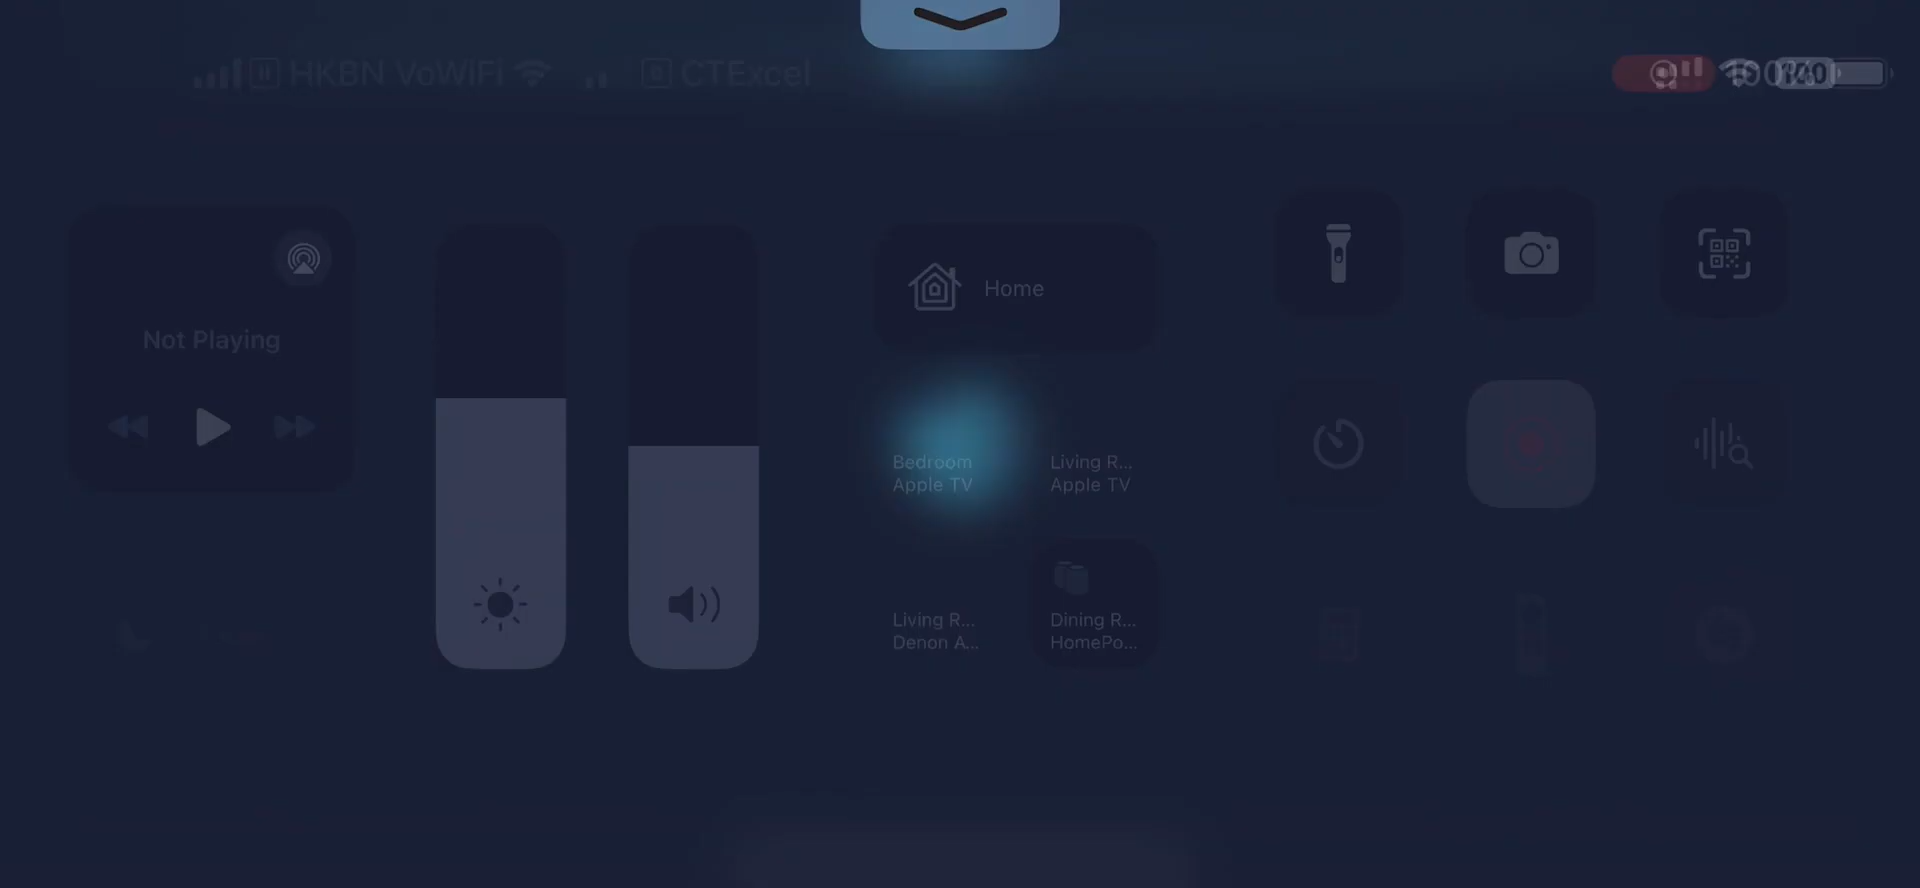 HKBN VoWiFi
CTExcel
Not Playing
Home
Bedroom
Apple TV
Living R...
Apple TV
Living R...
Denon A...
Dining R...
HomePo...